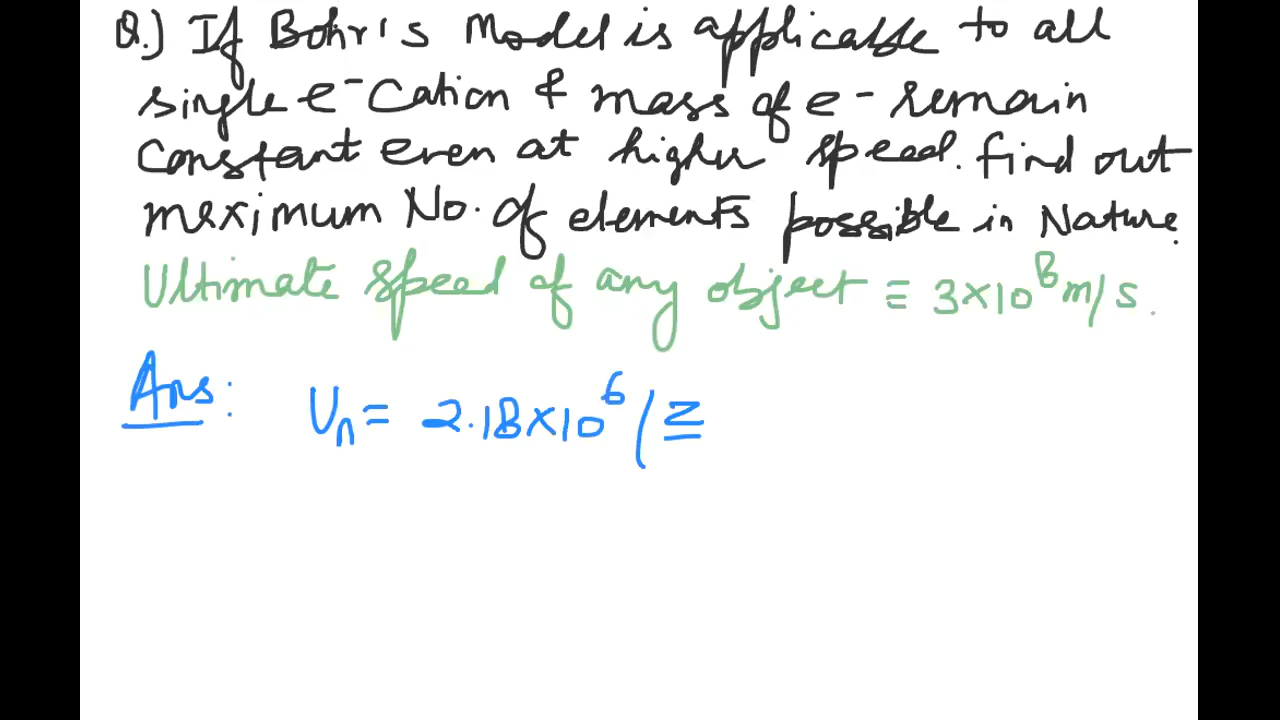 Q.) If Bohr's Model is applicable to all
single e- Cation & mass of e- remain
Constant even at higher speed. find out
maximum No. of elements possible in Nature.
Ultimate speed of any object ≡ 3×10⁸ m/s.
Ans: Un = 2.18×10⁶ / Z